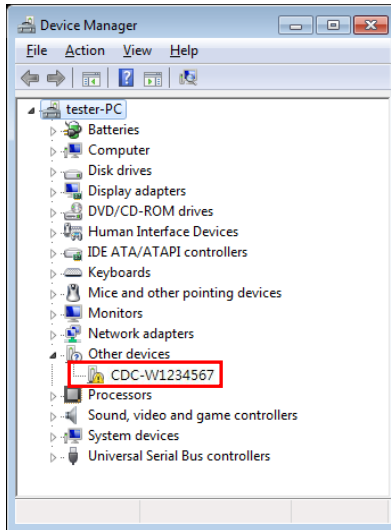 Device Manager
File Action View Help
tester-PC
Batteries
Computer
Disk drives
Display adapters
DVD/CD-ROM drives
Human Interface Devices
IDE ATA/ATAPI controllers
Keyboards
Mice and other pointing devices
Monitors
Network adapters
Other devices
CDC-W1234567
Processors
Sound, video and game controllers
System devices
Universal Serial Bus controllers